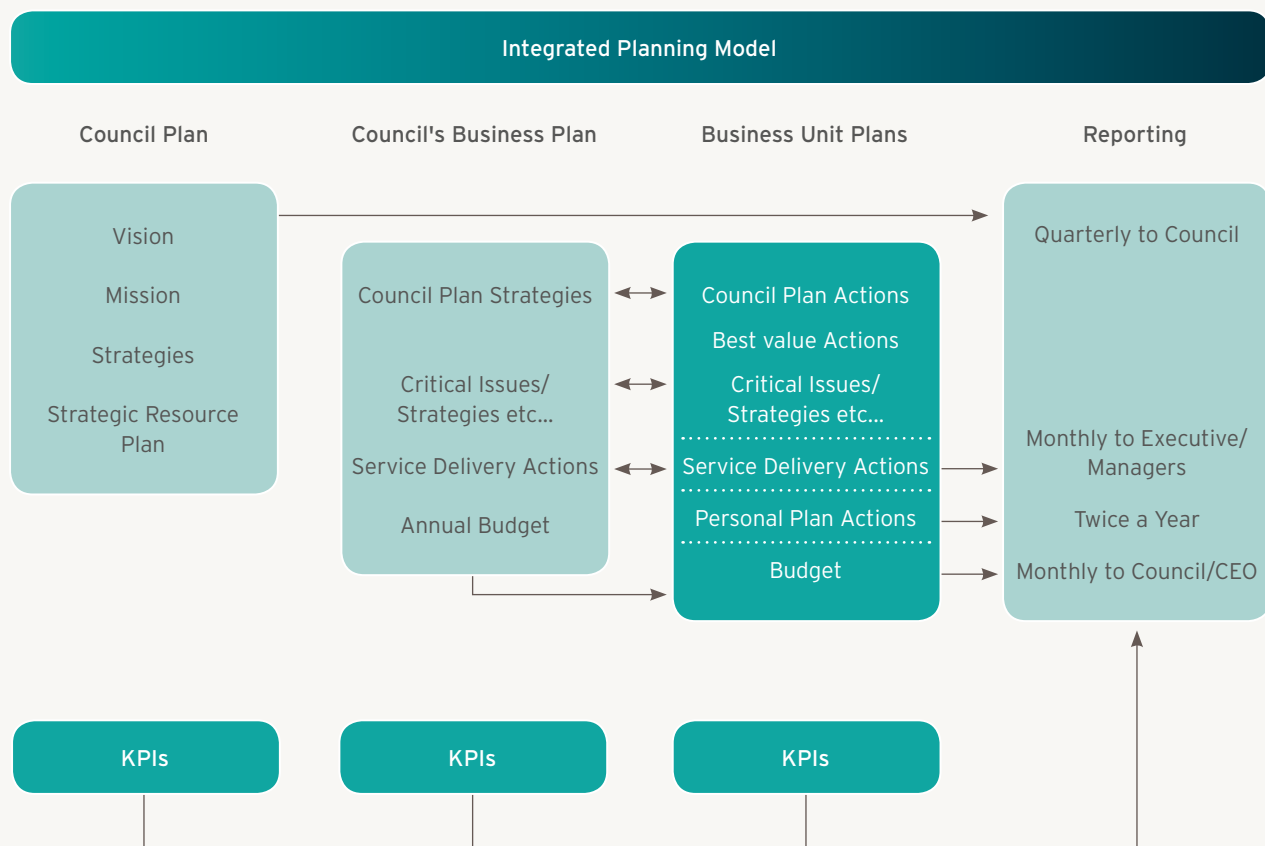 Integrated Planning Model
Council Plan
Council's Business Plan
Business Unit Plans
Reporting
Vision
Mission
Strategies
Strategic Resource
Plan
Council Plan Strategies
Critical Issues/
Strategies etc...
Service Delivery Actions
Annual Budget
Council Plan Actions
Best value Actions
Critical Issues/
Strategies etc...
Service Delivery Actions
Personal Plan Actions
Budget
Quarterly to Council
Monthly to Executive/
Managers
Twice a Year
Monthly to Council/CEO
KPIs
KPIs
KPIs